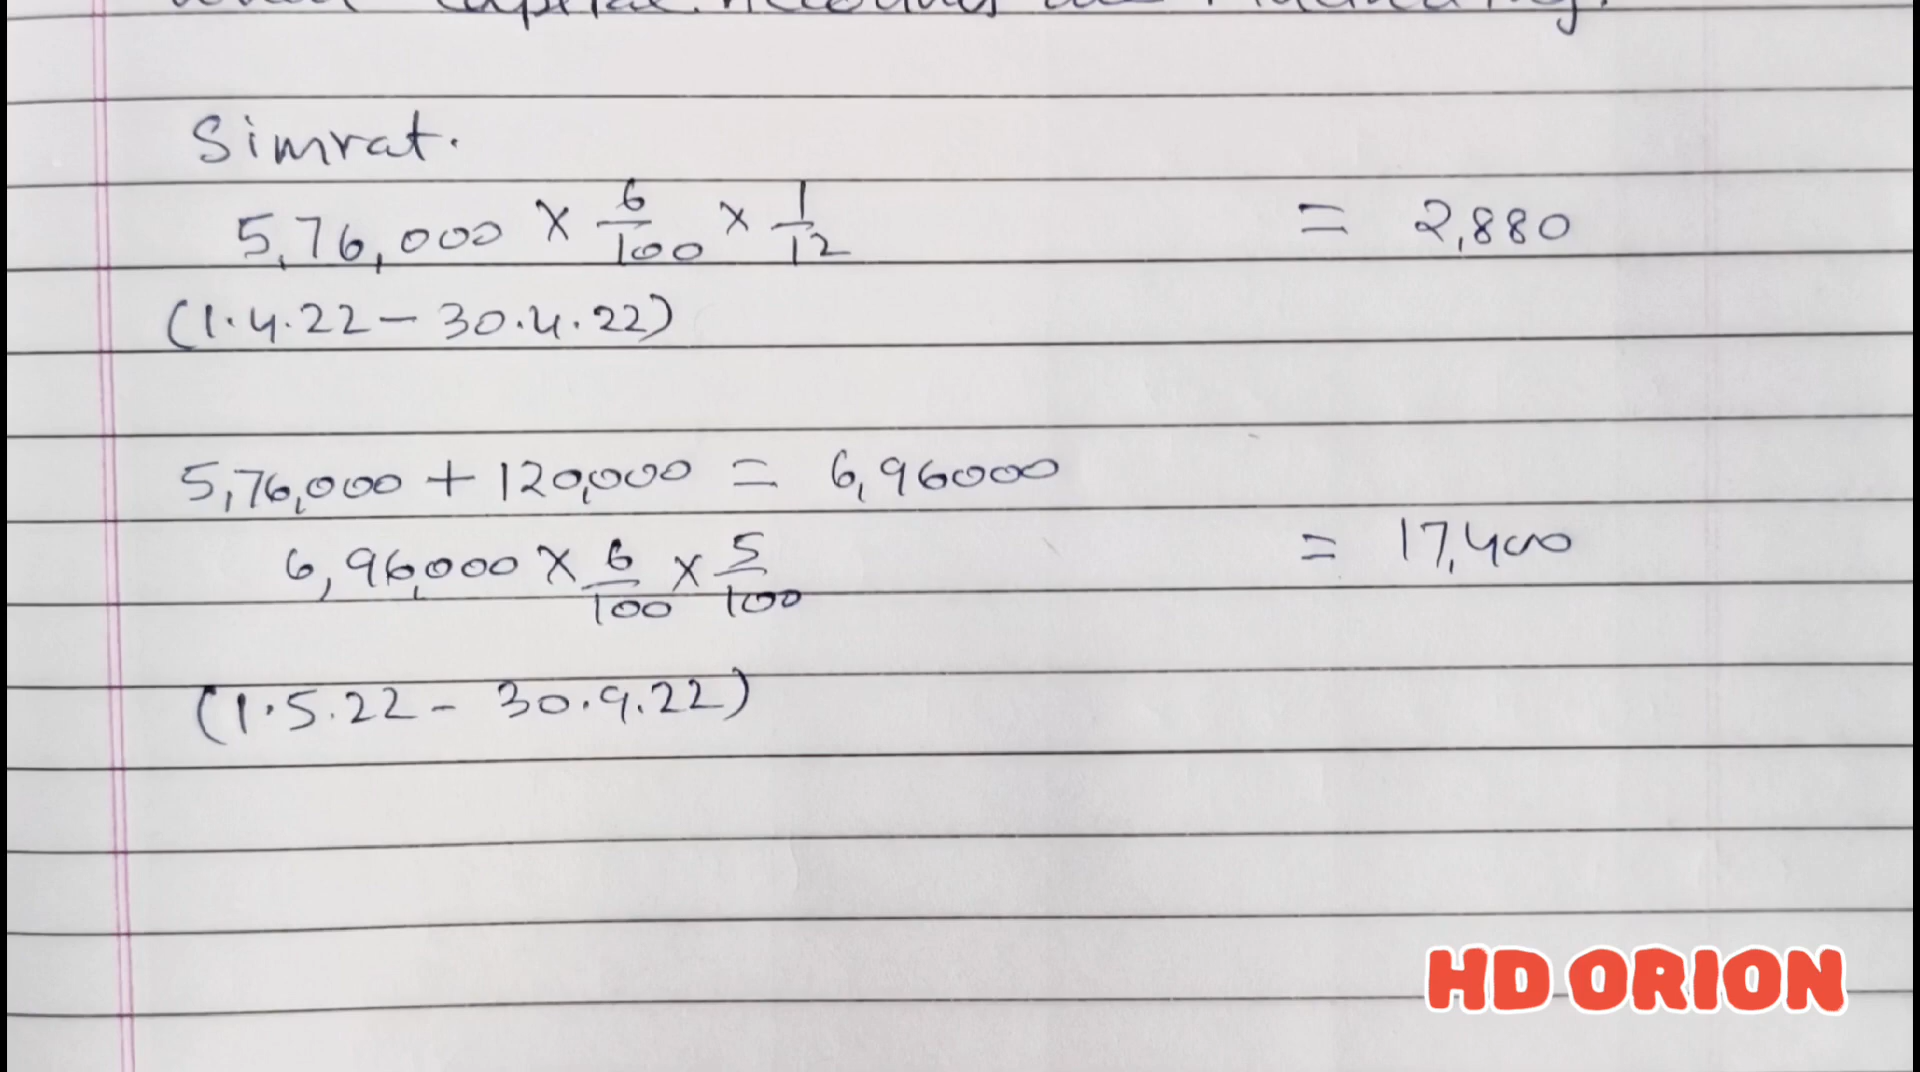 Simrat.
5,76,000 × 6/100 × 1/12 = 2,880
(1.4.22 - 30.4.22)
5,76,000 + 120,000 = 6,96000
6,96,000 × 6/100 × 5/100 = 17,400
(1.5.22 - 30.9.22)
HD ORION